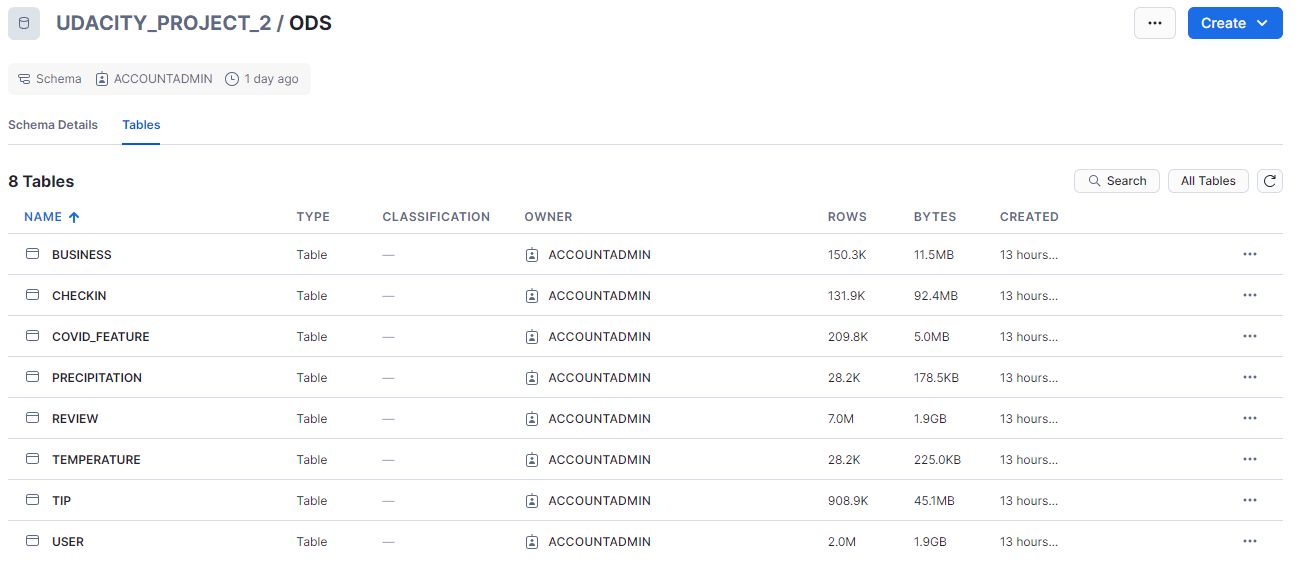 UDACITY_PROJECT_2 / ODS
Create
Schema ACCOUNTADMIN 1 day ago
Schema Details Tables
8 Tables
Search All Tables
NAME TYPE CLASSIFICATION OWNER ROWS BYTES CREATED
BUSINESS Table — ACCOUNTADMIN 150.3K 11.5MB 13 hours...
CHECKIN Table — ACCOUNTADMIN 131.9K 92.4MB 13 hours...
COVID_FEATURE Table — ACCOUNTADMIN 209.8K 5.0MB 13 hours...
PRECIPITATION Table — ACCOUNTADMIN 28.2K 178.5KB 13 hours...
REVIEW Table — ACCOUNTADMIN 7.0M 1.9GB 13 hours...
TEMPERATURE Table — ACCOUNTADMIN 28.2K 225.0KB 13 hours...
TIP Table — ACCOUNTADMIN 908.9K 45.1MB 13 hours...
USER Table — ACCOUNTADMIN 2.0M 1.9GB 13 hours...